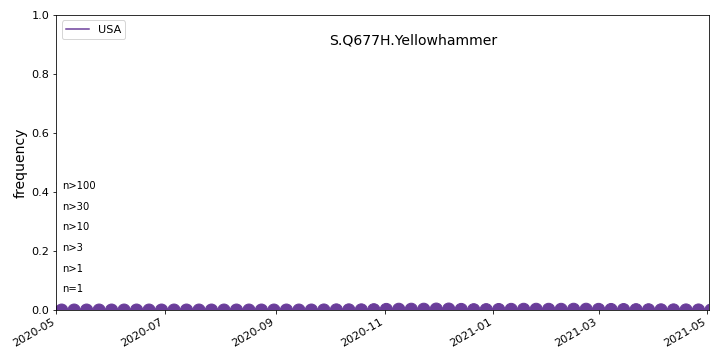 USA
S.Q677H.Yellowhammer
1.0
0.8
0.6
0.4
0.2
0.0
frequency
n>100
n>30
n>10
n>3
n>1
n=1
2020-05
2020-07
2020-09
2020-11
2021-01
2021-03
2021-05